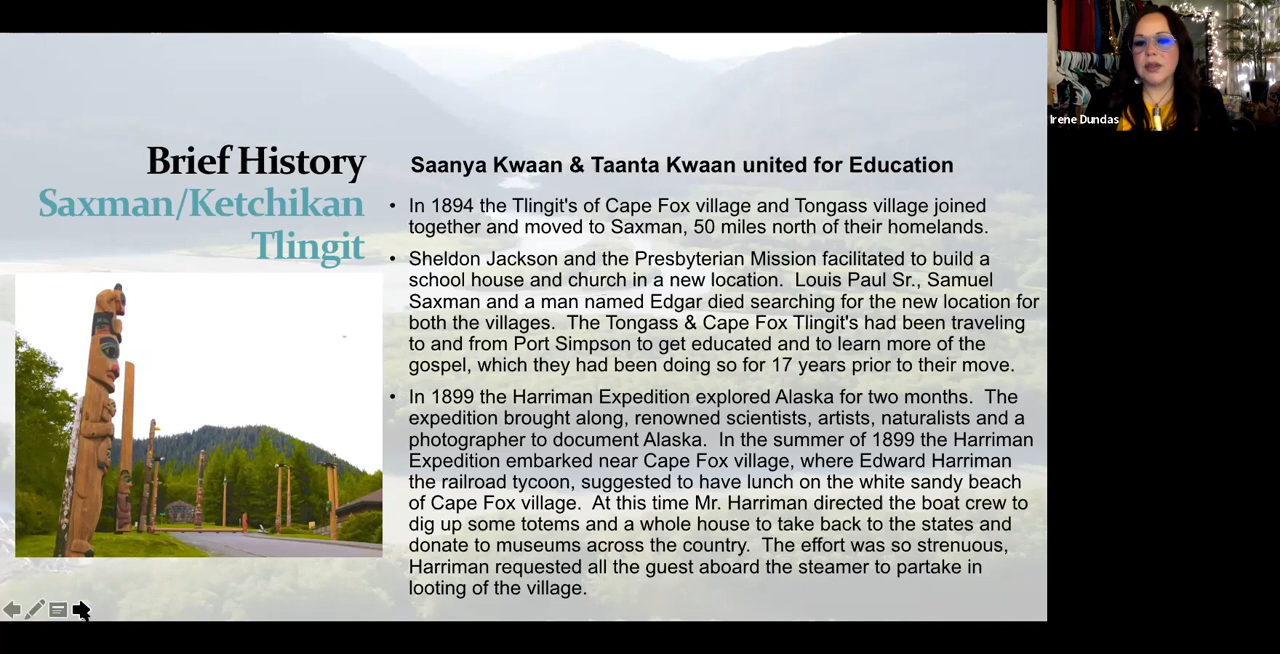 Brief History
Saxman/Ketchikan
Tlingit
Saanya Kwaan & Taanta Kwaan united for Education
• In 1894 the Tlingit's of Cape Fox village and Tongass village joined
together and moved to Saxman, 50 miles north of their homelands.
• Sheldon Jackson and the Presbyterian Mission facilitated to build a
school house and church in a new location.  Louis Paul Sr., Samuel
Saxman and a man named Edgar died searching for the new location for
both the villages.  The Tongass & Cape Fox Tlingit's had been traveling
to and from Port Simpson to get educated and to learn more of the
gospel, which they had been doing so for 17 years prior to their move.
• In 1899 the Harriman Expedition explored Alaska for two months.  The
expedition brought along, renowned scientists, artists, naturalists and a
photographer to document Alaska.  In the summer of 1899 the Harriman
Expedition embarked near Cape Fox village, where Edward Harriman
the railroad tycoon, suggested to have lunch on the white sandy beach
of Cape Fox village.  At this time Mr. Harriman directed the boat crew to
dig up some totems and a whole house to take back to the states and
donate to museums across the country.  The effort was so strenuous,
Harriman requested all the guest aboard the steamer to partake in
looting of the village.
Irene Dundas